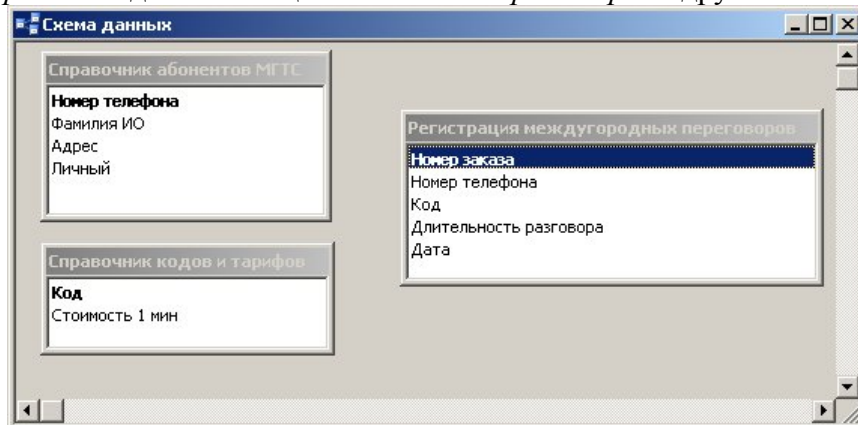 Схема данных
Справочник абонентов МГТС
Номер телефона
Фамилия ИО
Адрес
Личный
Регистрация междугородных переговоров
Номер заказа
Номер телефона
Код
Длительность разговора
Дата
Справочник кодов и тарифов
Код
Стоимость 1 мин